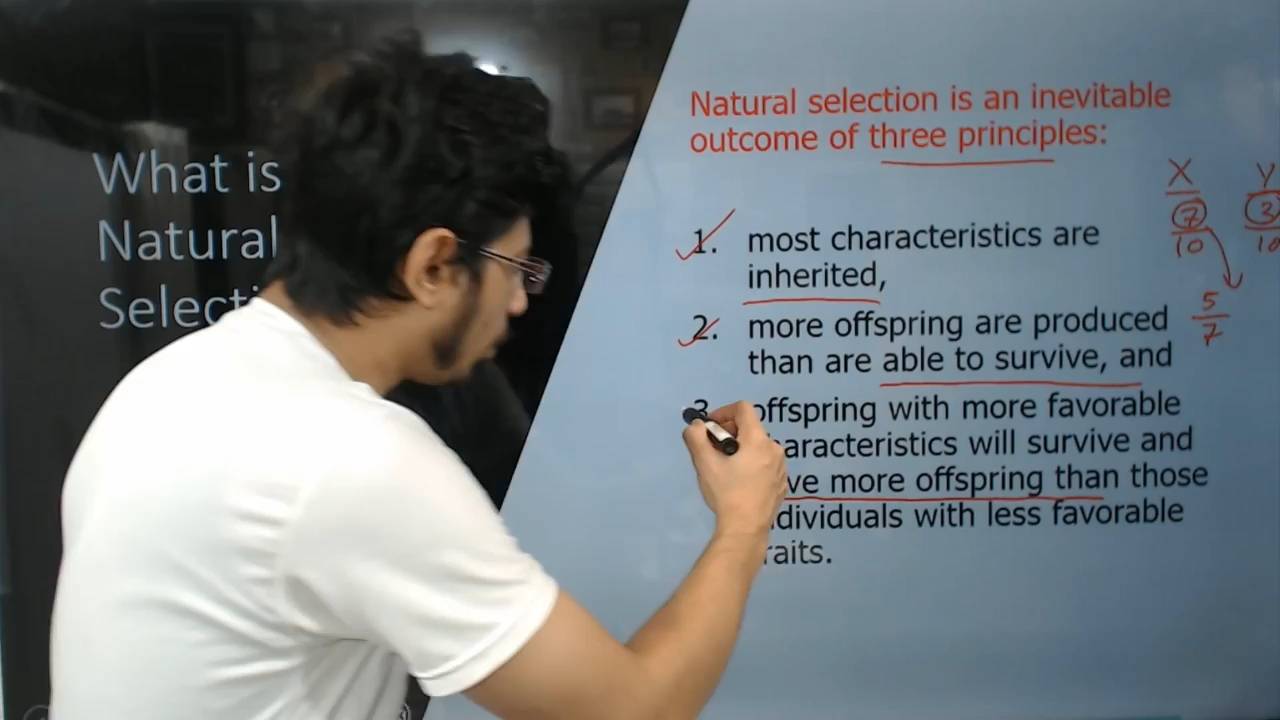 What is
Natural
Selecti
Natural selection is an inevitable
outcome of three principles:
1. most characteristics are
inherited,
2. more offspring are produced
than are able to survive, and
3 offspring with more favorable
aracteristics will survive and
ve more offspring than those
dividuals with less favorable
raits.
X
7
10
Y
3
10
5
7